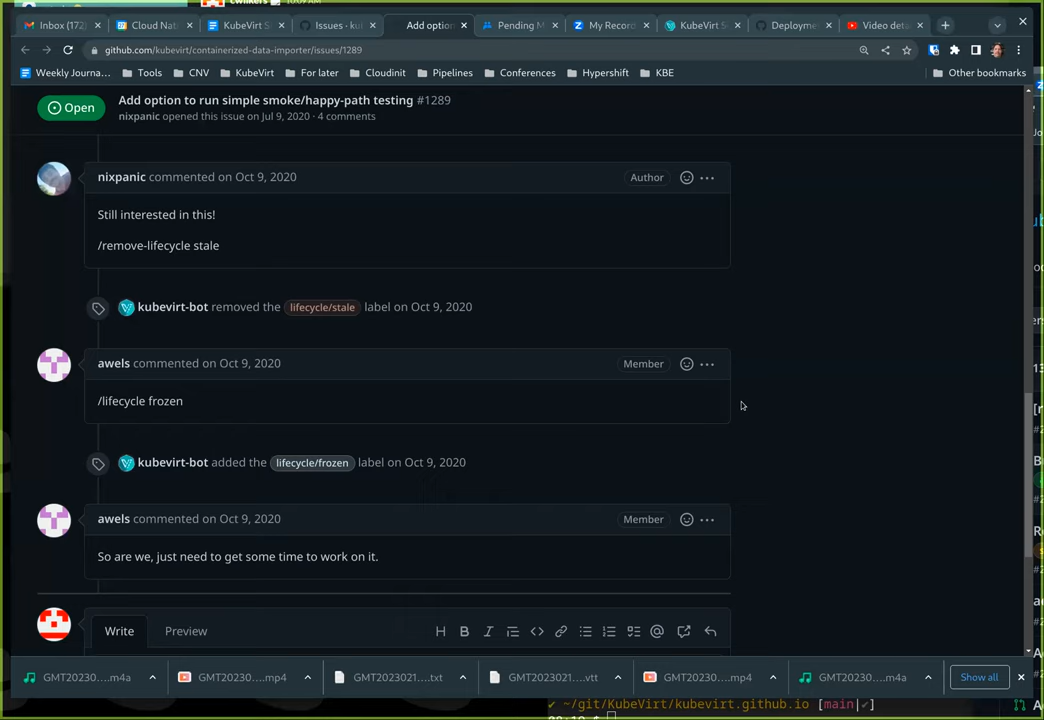 cwilkers
Inbox (172
Cloud Nat
KubeVirt S
Issues · ku
Add option
Pending M
My Record
KubeVirt S
Deployme
Video deta
github.com/kubevirt/containerized-data-importer/issues/1289
Weekly Journa...
Tools
CNV
KubeVirt
For later
Cloudinit
Pipelines
Conferences
Hypershift
KBE
Other bookmarks
Open
Add option to run simple smoke/happy-path testing #1289
nixpanic opened this issue on Jul 9, 2020 · 4 comments
nixpanic commented on Oct 9, 2020
Author
Still interested in this!
/remove-lifecycle stale
kubevirt-bot removed the lifecycle/stale label on Oct 9, 2020
awels commented on Oct 9, 2020
Member
/lifecycle frozen
kubevirt-bot added the lifecycle/frozen label on Oct 9, 2020
awels commented on Oct 9, 2020
Member
So are we, just need to get some time to work on it.
Write
Preview
GMT20230....m4a
GMT20230....mp4
GMT2023021....txt
GMT2023021....vtt
GMT20230....mp4
GMT20230....m4a
Show all
✔ ~/git/KubeVirt/kubevirt.github.io [main|✔]